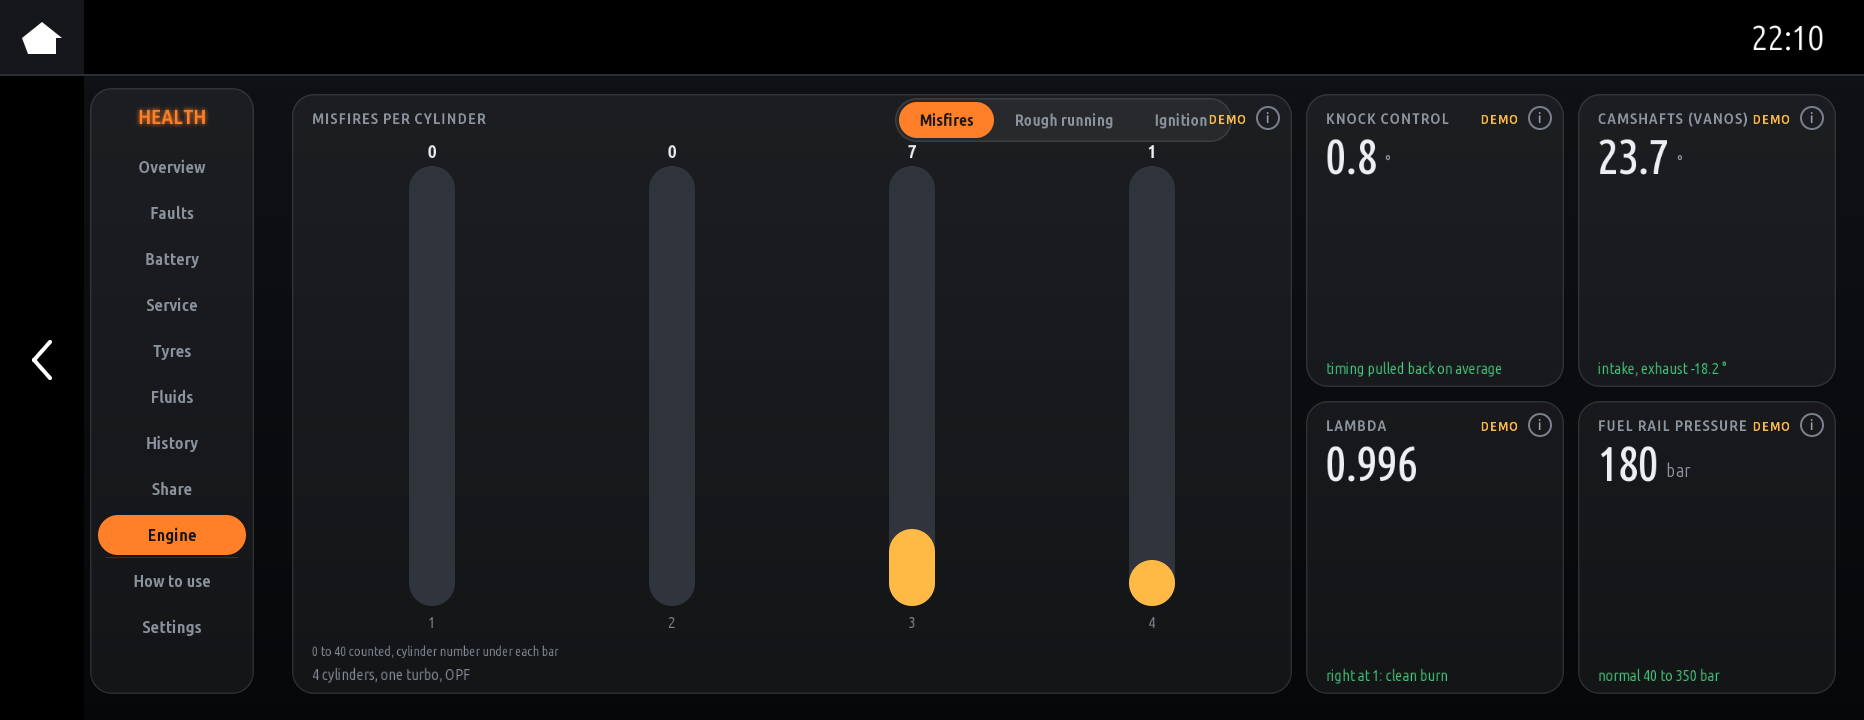 22:10
HEALTH
Overview
Faults
Battery
Service
Tyres
Fluids
History
Share
Engine
How to use
Settings
MISFIRES PER CYLINDER
Misfires
Rough running
Ignition
DEMO
i
0
0
7
1
1
2
3
4
0 to 40 counted, cylinder number under each bar
4 cylinders, one turbo, OPF
KNOCK CONTROL
DEMO
i
0.8 °
timing pulled back on average
CAMSHAFTS (VANOS)
DEMO
i
23.7 °
intake, exhaust -18.2 °
LAMBDA
DEMO
i
0.996
right at 1: clean burn
FUEL RAIL PRESSURE
DEMO
i
180 bar
normal 40 to 350 bar